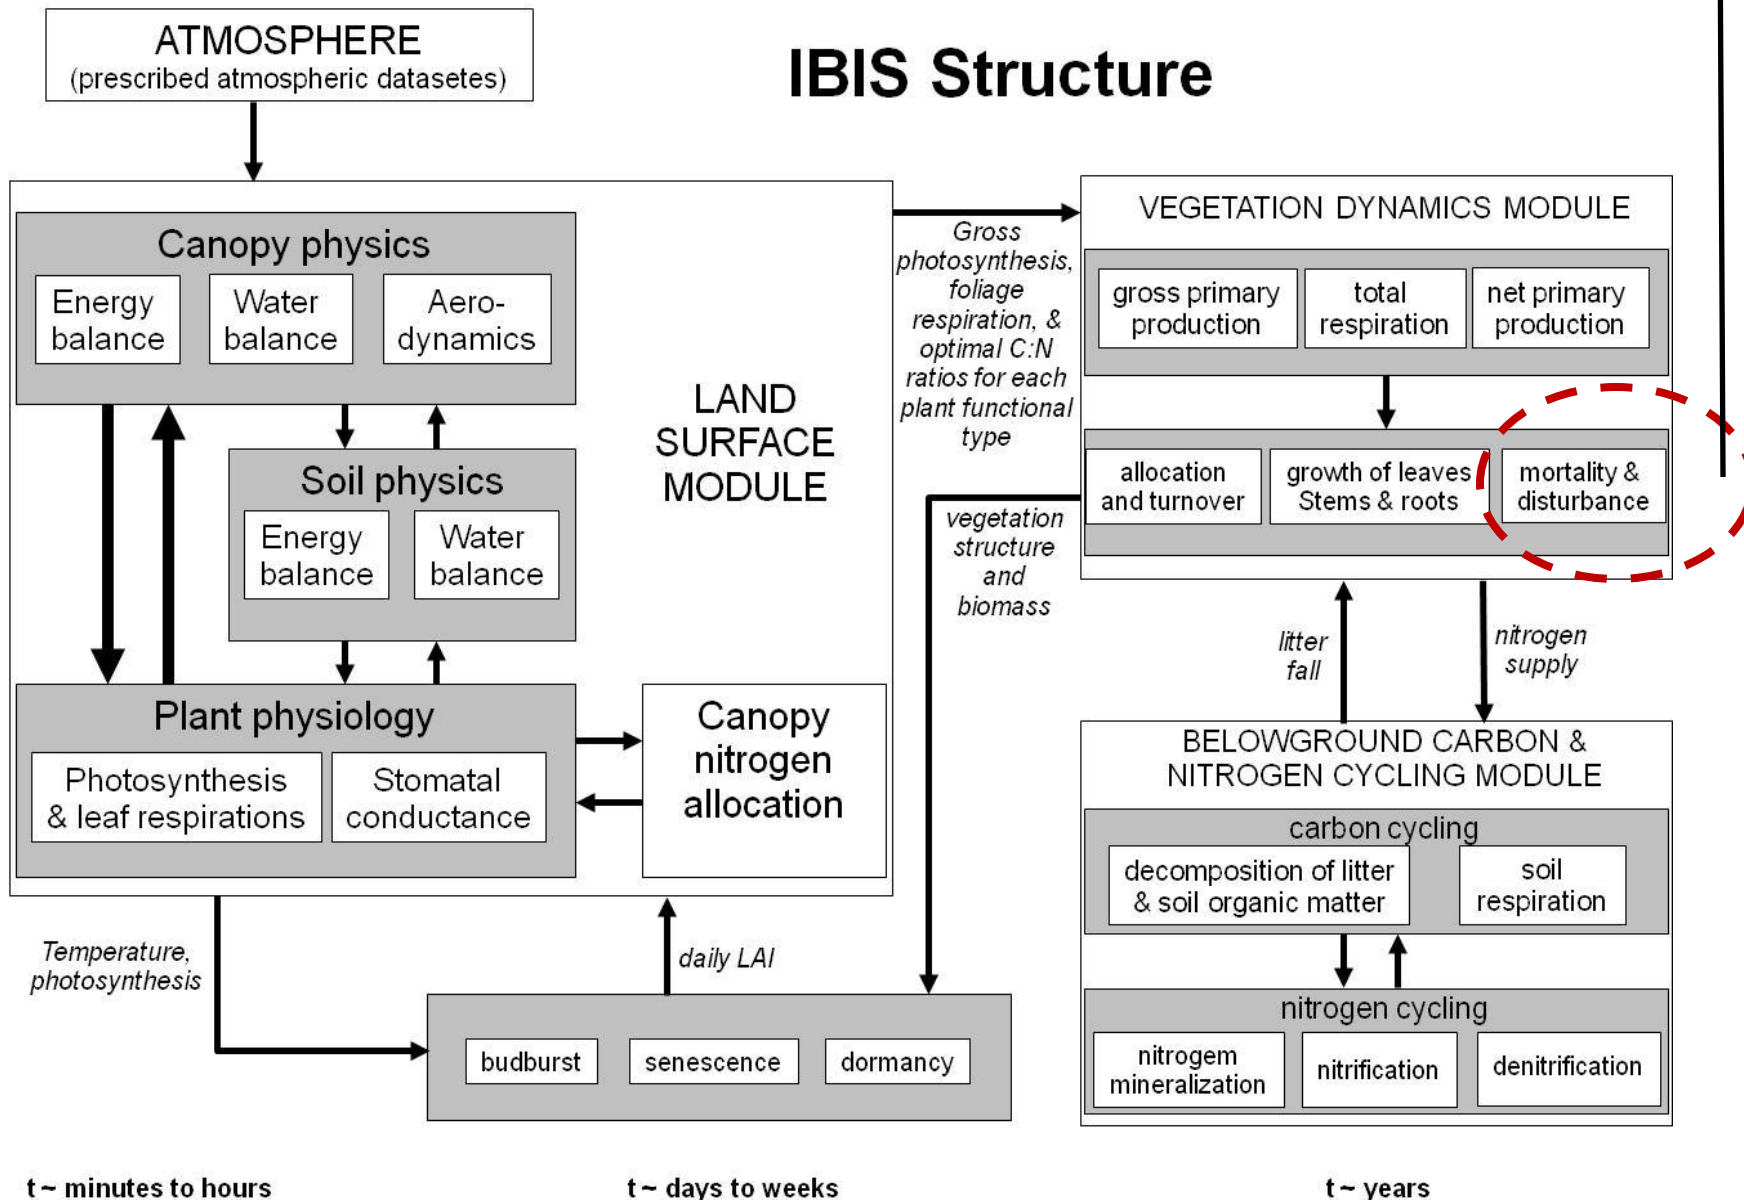 ATMOSPHERE
(prescribed atmospheric datasetes)
IBIS Structure
Canopy physics
Energy
balance
Water
balance
Aero-
dynamics
Soil physics
Energy
balance
Water
balance
LAND
SURFACE
MODULE
Plant physiology
Photosynthesis
& leaf respirations
Stomatal
conductance
Canopy
nitrogen
allocation
Gross
photosynthesis,
foliage
respiration, &
optimal C:N
ratios for each
plant functional
type
VEGETATION DYNAMICS MODULE
gross primary
production
total
respiration
net primary
production
allocation
and turnover
growth of leaves
Stems & roots
mortality &
disturbance
vegetation
structure
and
biomass
litter
fall
nitrogen
supply
BELOWGROUND CARBON &
NITROGEN CYCLING MODULE
carbon cycling
decomposition of litter
& soil organic matter
soil
respiration
nitrogen cycling
nitrogem
mineralization
nitrification
denitrification
Temperature,
photosynthesis
daily LAI
budburst
senescence
dormancy
t ~ minutes to hours
t ~ days to weeks
t ~ years